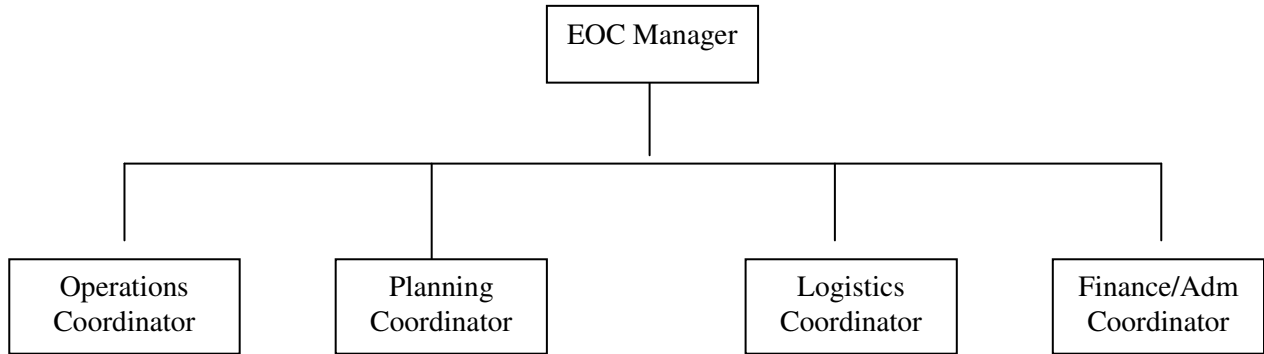 EOC Manager
Operations
Coordinator
Planning
Coordinator
Logistics
Coordinator
Finance/Adm
Coordinator